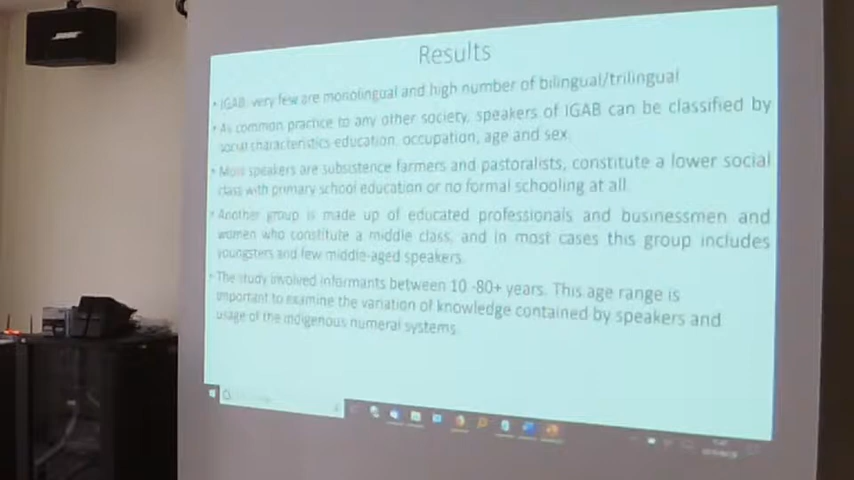 Results
• IGAB, very few are monolingual and high number of bilingual/trilingual
• As common practice to any other society, speakers of IGAB can be classified by
social characteristics education, occupation, age and sex.
• Most speakers are subsistence farmers and pastoralists, constitute a lower social
class with primary school education or no formal schooling at all.
• Another group is made up of educated professionals and businessmen and
women who constitute a middle class, and in most cases this group includes
youngsters and few middle-aged speakers.
• The study involved informants between 10 -80+ years. This age range is
important to examine the variation of knowledge contained by speakers and
usage of the indigenous numeral systems.